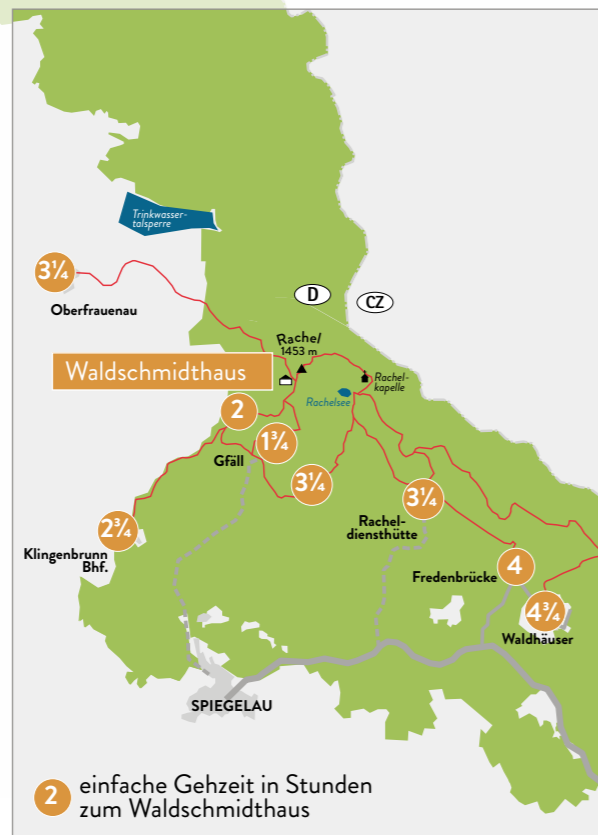 Trinkwasser-
talsperre
3¼
Oberfrauenau
D
CZ
Rachel
1453 m
Waldschmidthaus
Rachel-
kapelle
Rachelsee
2
1¾
Gfäll
3¼
3¼
Rachel-
diensthütte
2¾
Klingenbrunn
Bhf.
4
Fredenbrücke
4¾
Waldhäuser
SPIEGELAU
2 einfache Gehzeit in Stunden
zum Waldschmidthaus